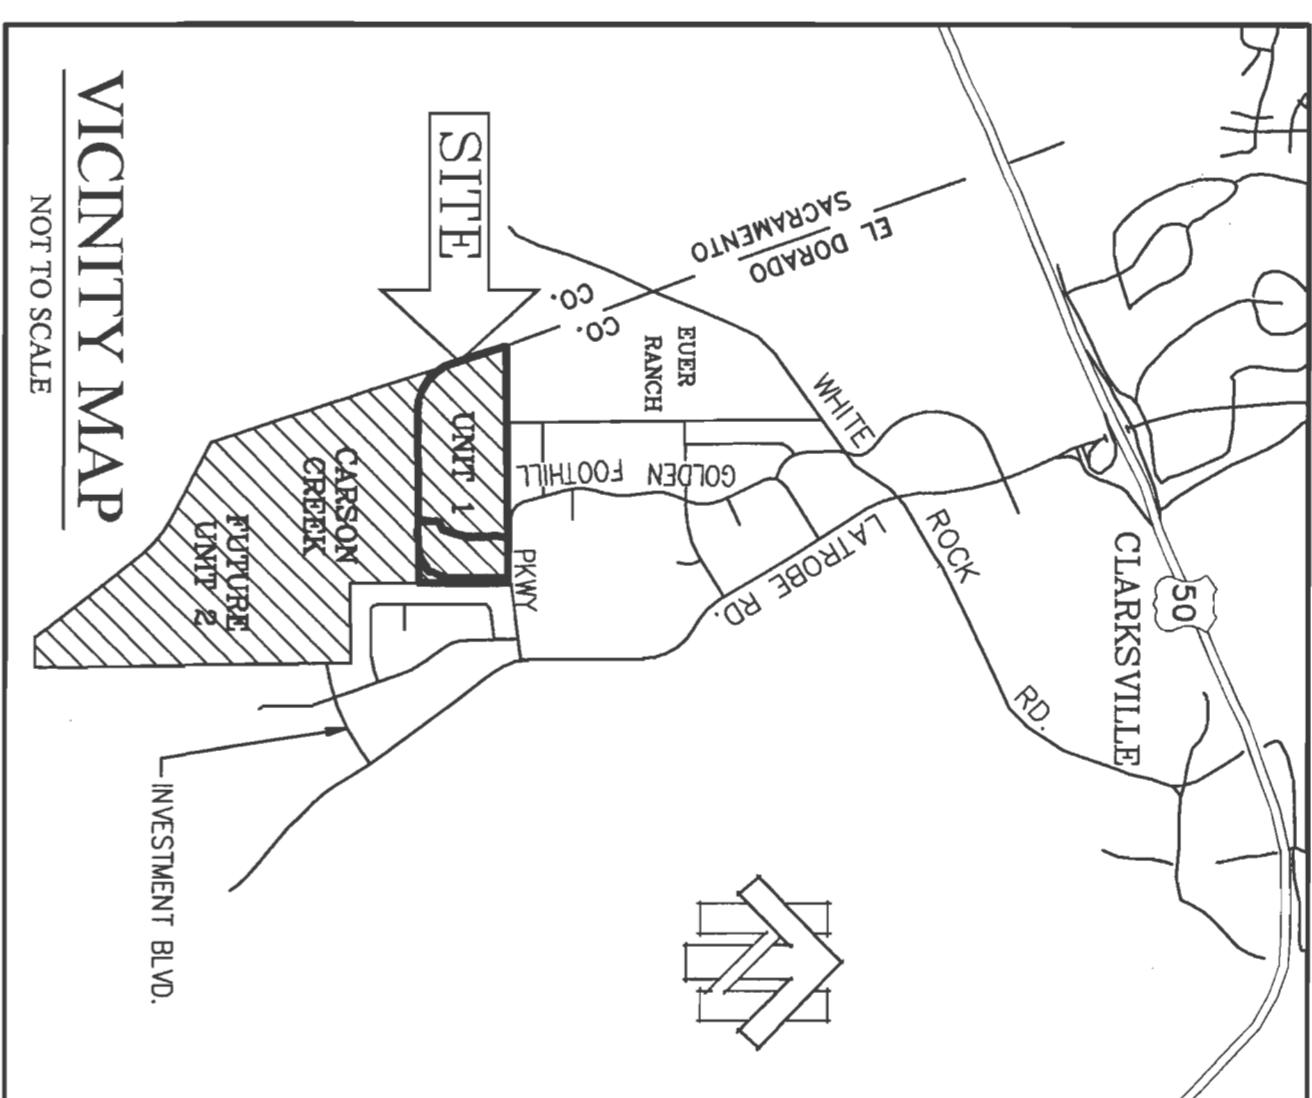 50
CLARKSVILLE
WHITE
ROCK
RD.
EL DORADO
SACRAMENTO
CO.
CO.
EUER
RANCH
GOLDEN FOOTHILL
PKWY
LATROBE RD.
SITE
UNIT 1
CARSON
CREEK
FUTURE
UNIT 2
INVESTMENT BLVD.
N
VICINITY MAP
NOT TO SCALE